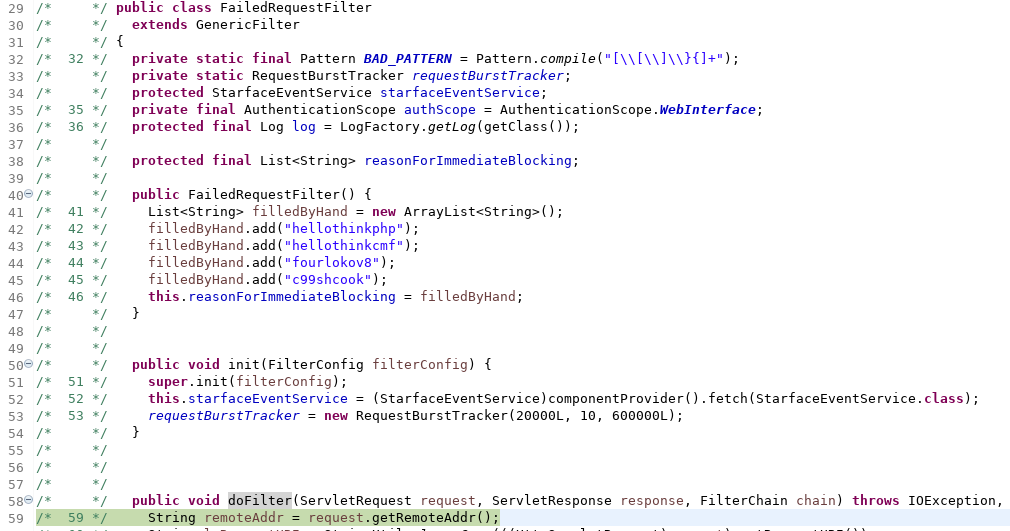 29 /*     */ public class FailedRequestFilter
30 /*     */   extends GenericFilter
31 /*     */ {
32 /*  32 */   private static final Pattern BAD_PATTERN = Pattern.compile("[\\[\\]\\}{]+");
33 /*     */   private static RequestBurstTracker requestBurstTracker;
34 /*     */   protected StarfaceEventService starfaceEventService;
35 /*  35 */   private final AuthenticationScope authScope = AuthenticationScope.WebInterface;
36 /*  36 */   protected final Log log = LogFactory.getLog(getClass());
37 /*     */
38 /*     */   protected final List<String> reasonForImmediateBlocking;
39 /*     */
40 /*     */   public FailedRequestFilter() {
41 /*  41 */     List<String> filledByHand = new ArrayList<String>();
42 /*  42 */     filledByHand.add("hellothinkphp");
43 /*  43 */     filledByHand.add("hellothinkcmf");
44 /*  44 */     filledByHand.add("fourlokov8");
45 /*  45 */     filledByHand.add("c99shcook");
46 /*  46 */     this.reasonForImmediateBlocking = filledByHand;
47 /*     */   }
48 /*     */
49 /*     */
50 /*     */   public void init(FilterConfig filterConfig) {
51 /*  51 */     super.init(filterConfig);
52 /*  52 */     this.starfaceEventService = (StarfaceEventService)componentProvider().fetch(StarfaceEventService.class);
53 /*  53 */     requestBurstTracker = new RequestBurstTracker(20000L, 10, 600000L);
54 /*     */   }
55 /*     */
56 /*     */
57 /*     */
58 /*     */   public void doFilter(ServletRequest request, ServletResponse response, FilterChain chain) throws IOException,
59 /*  59 */     String remoteAddr = request.getRemoteAddr();